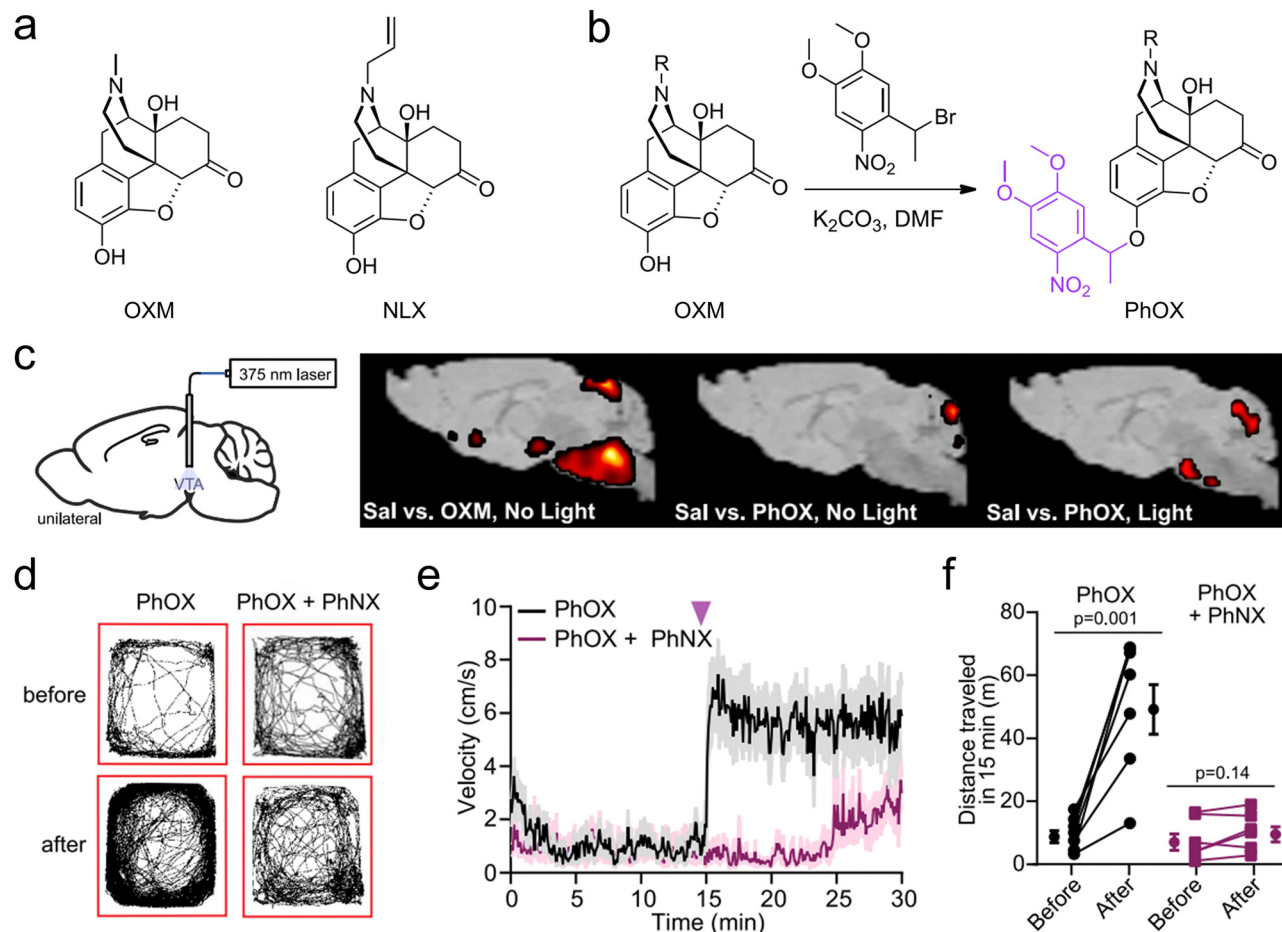 a
N
OH
O
O
OH
OXM
N
OH
O
O
OH
NLX
b
R
N
OH
O
O
OH
OXM
O
O
Br
NO₂
K₂CO₃, DMF
R
N
OH
O
O
O
O
O
NO₂
PhOX
c
375 nm laser
VTA
unilateral
Sal vs. OXM, No Light
Sal vs. PhOX, No Light
Sal vs. PhOX, Light
d
PhOX
PhOX + PhNX
before
after
e
PhOX
PhOX + PhNX
Velocity (cm/s)
10
8
6
4
2
0
0 5 10 15 20 25 30
Time (min)
f
PhOX
p=0.001
PhOX
+ PhNX
p=0.14
Distance traveled
in 15 min (m)
80
60
40
20
0
Before
After
Before
After